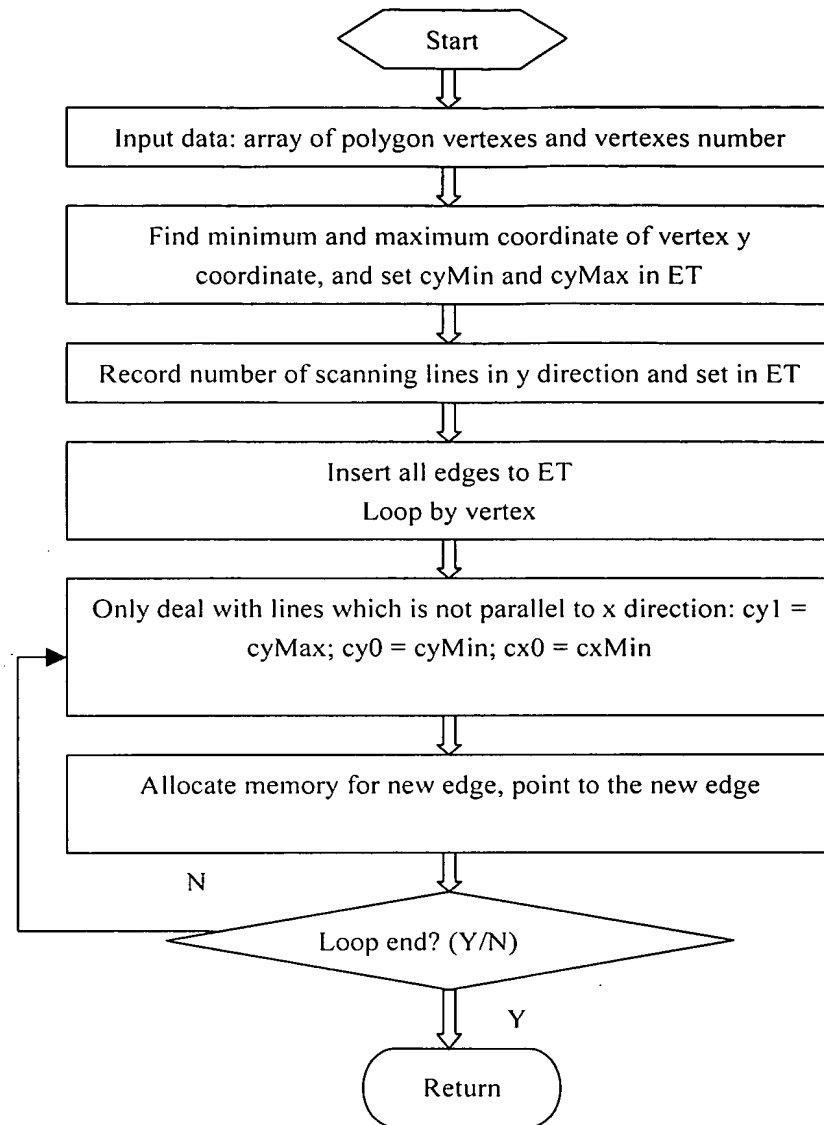 Start
Input data: array of polygon vertexes and vertexes number
Find minimum and maximum coordinate of vertex y
coordinate, and set cyMin and cyMax in ET
Record number of scanning lines in y direction and set in ET
Insert all edges to ET
Loop by vertex
Only deal with lines which is not parallel to x direction: cy1 =
cyMax; cy0 = cyMin; cx0 = cxMin
Allocate memory for new edge, point to the new edge
N
Loop end? (Y/N)
Y
Return